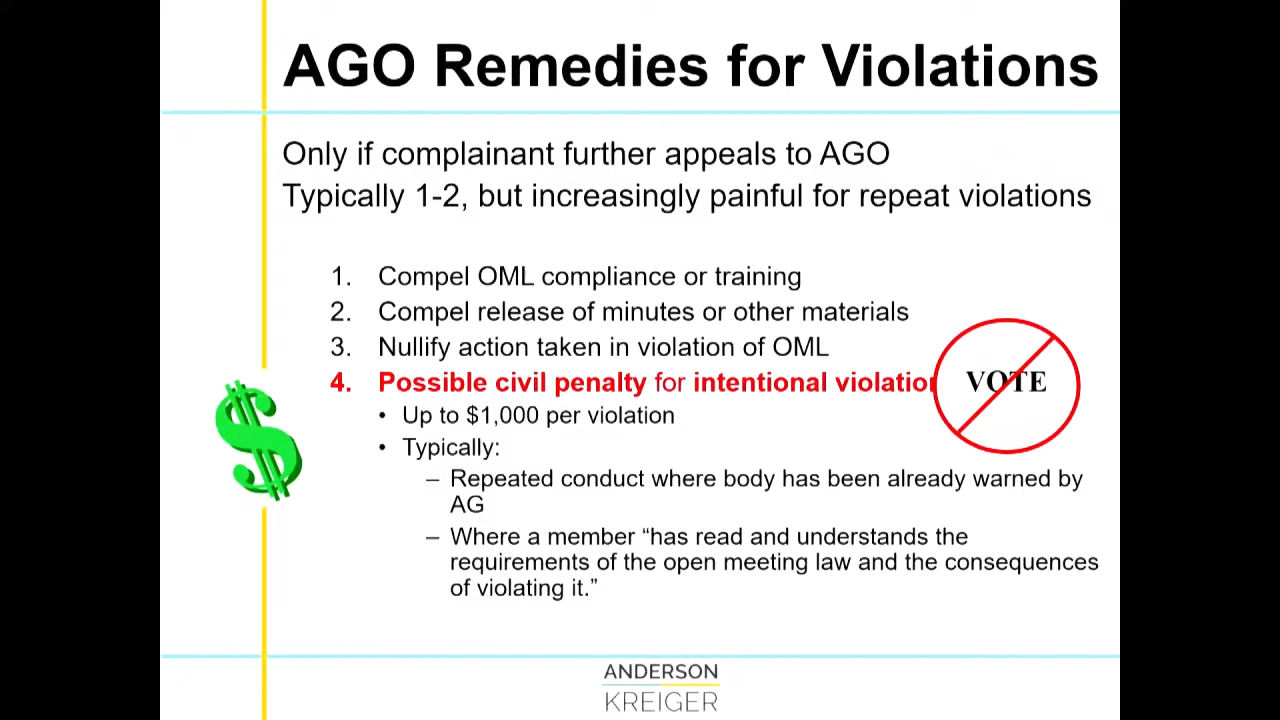 AGO Remedies for Violations
Only if complainant further appeals to AGO
Typically 1-2, but increasingly painful for repeat violations
1. Compel OML compliance or training
2. Compel release of minutes or other materials
3. Nullify action taken in violation of OML
4. Possible civil penalty for intentional violation
VOTE
• Up to $1,000 per violation
• Typically:
– Repeated conduct where body has been already warned by
AG
– Where a member “has read and understands the
requirements of the open meeting law and the consequences
of violating it.”
$
ANDERSON
KREIGER